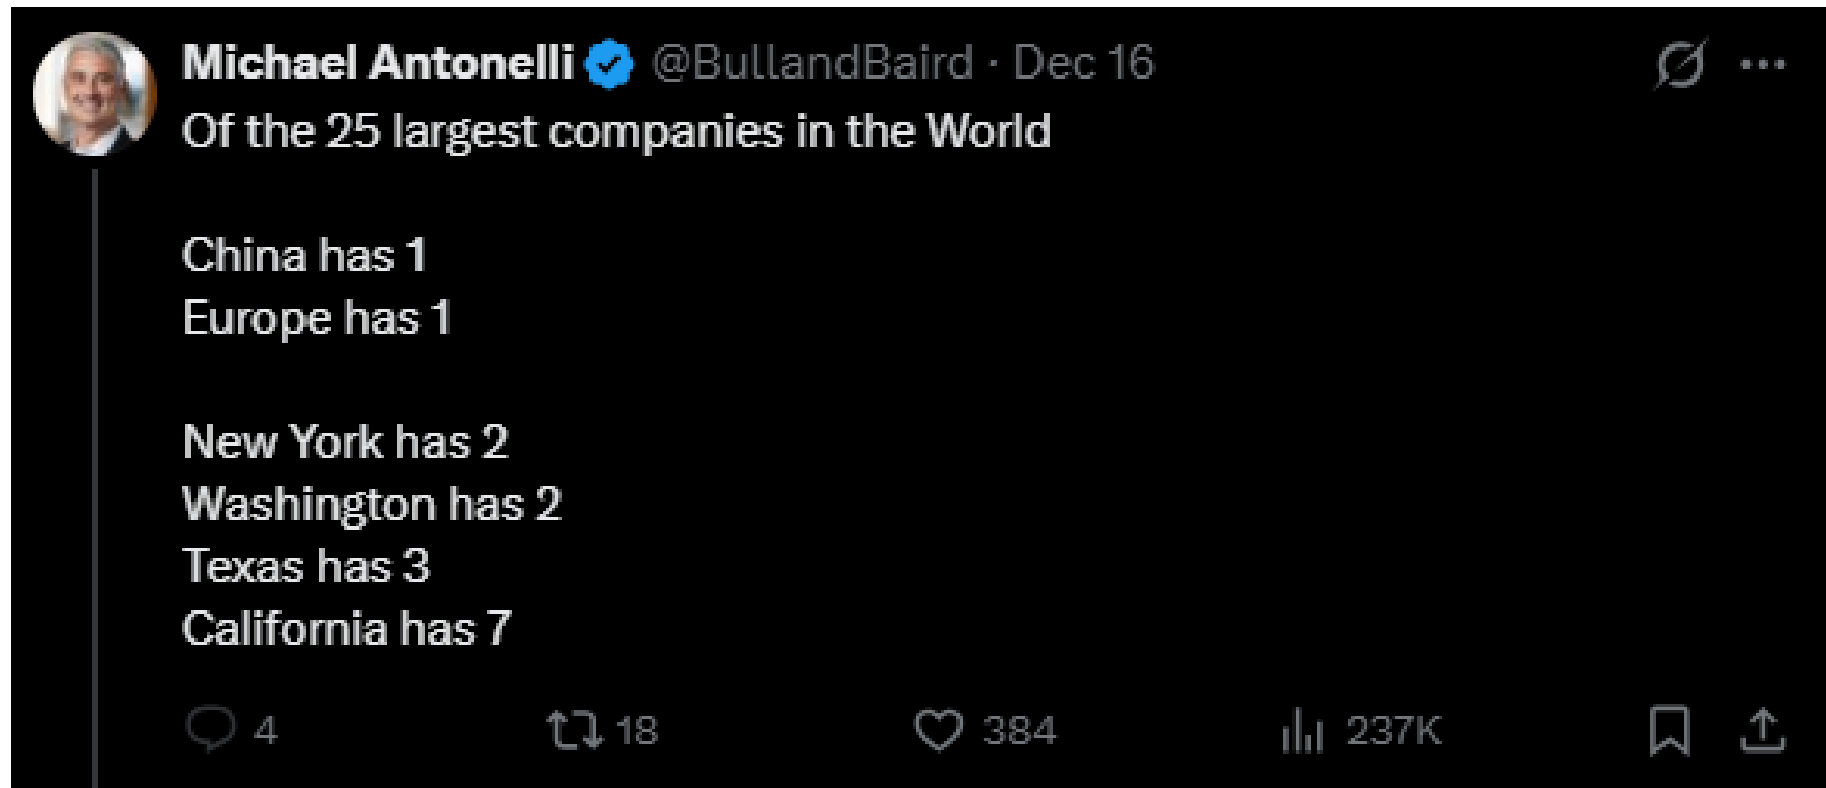 Michael Antonelli @BullandBaird · Dec 16
Of the 25 largest companies in the World
China has 1
Europe has 1
New York has 2
Washington has 2
Texas has 3
California has 7
4 18 384 237K